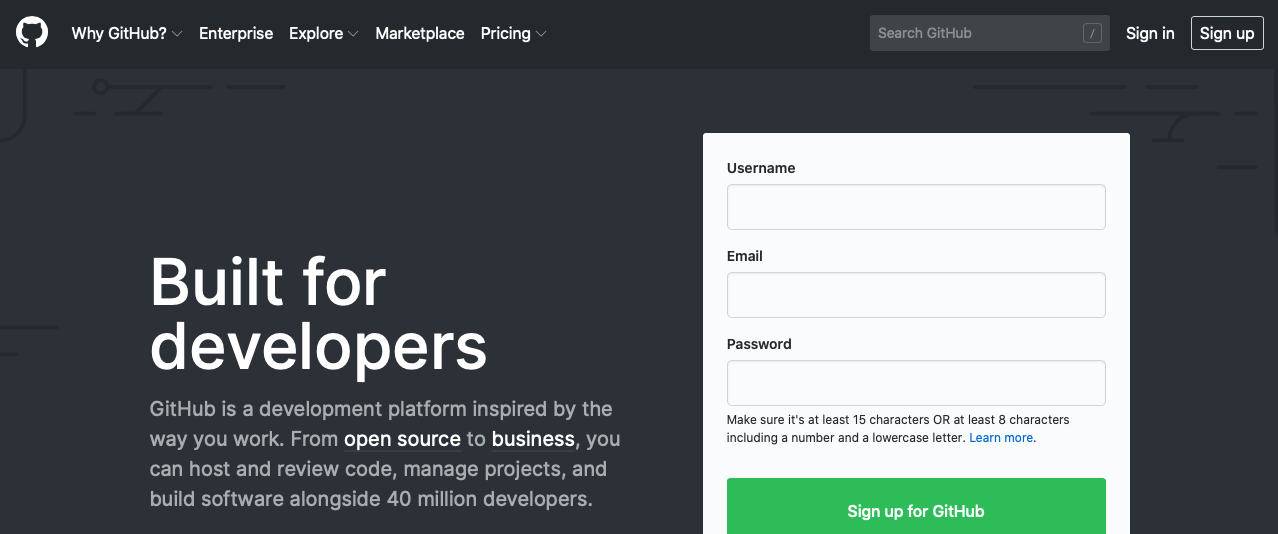 Why GitHub? Enterprise Explore Marketplace Pricing Search GitHub / Sign in Sign up
Built for
developers
GitHub is a development platform inspired by the
way you work. From open source to business, you
can host and review code, manage projects, and
build software alongside 40 million developers.
Username
Email
Password
Make sure it's at least 15 characters OR at least 8 characters
including a number and a lowercase letter. Learn more.
Sign up for GitHub